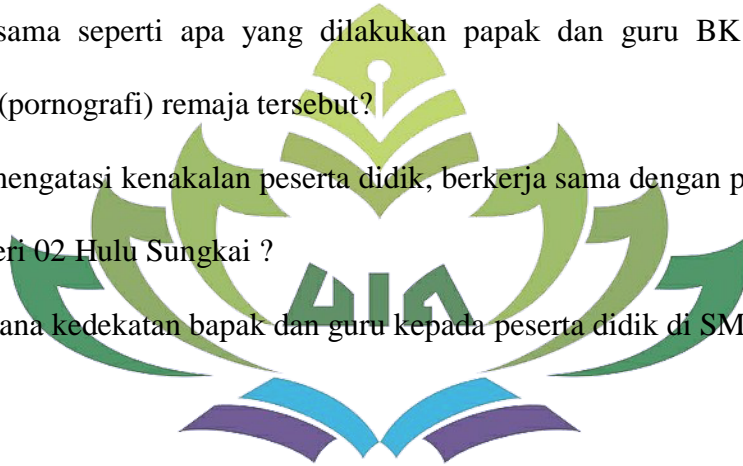 sama seperti apa yang dilakukan papak dan guru BK
(pornografi) remaja tersebut?
mengatasi kenakalan peserta didik, berkerja sama dengan p
eri 02 Hulu Sungkai ?
ana kedekatan bapak dan guru kepada peserta didik di SM
UIN